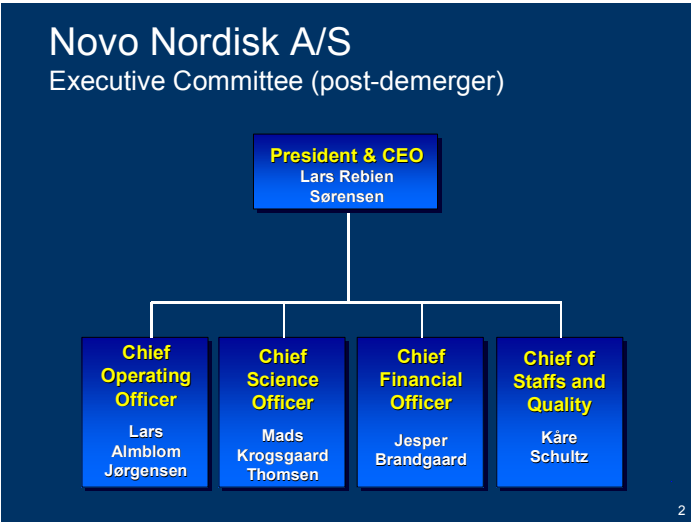 Novo Nordisk A/S
Executive Committee (post-demerger)
President & CEO
Lars Rebien
Sørensen
Chief
Operating
Officer
Lars
Almblom
Jørgensen
Chief
Science
Officer
Mads
Krogsgaard
Thomsen
Chief
Financial
Officer
Jesper
Brandgaard
Chief of
Staffs and
Quality
Kåre
Schultz
2